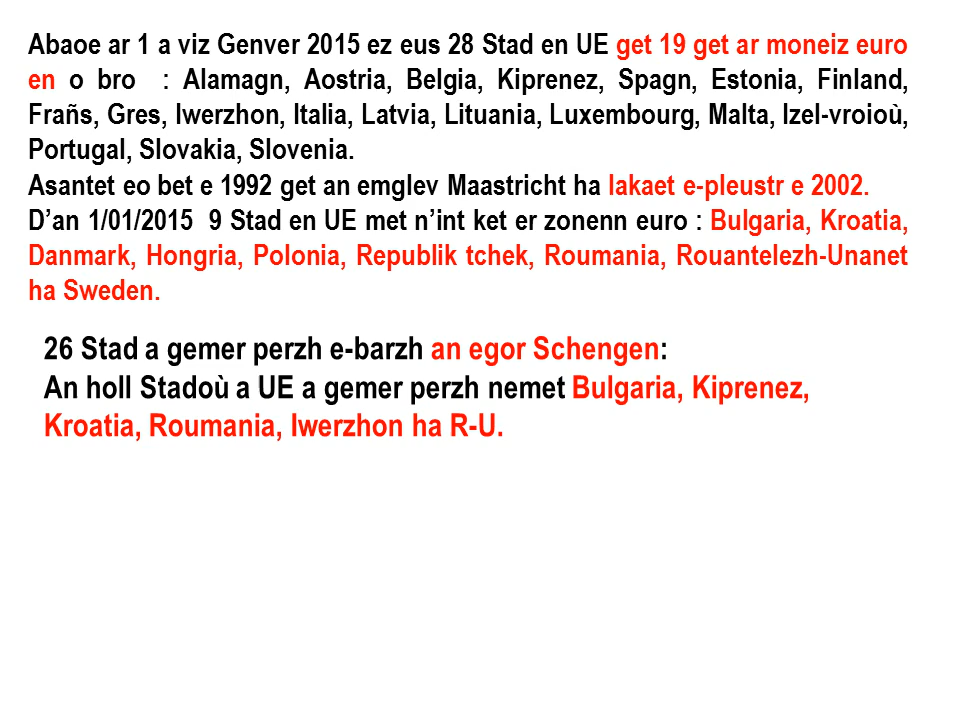 Abaoe ar 1 a viz Genver 2015 ez eus 28 Stad en UE get 19 get ar moneiz euro
en o bro : Alamagn, Aostria, Belgia, Kiprenez, Spagn, Estonia, Finland,
Frañs, Gres, Iwerzhon, Italia, Latvia, Lituania, Luxembourg, Malta, Izel-vroioù,
Portugal, Slovakia, Slovenia.
Asantet eo bet e 1992 get an emglev Maastricht ha lakaet e-pleustr e 2002.
D’an 1/01/2015 9 Stad en UE met n’int ket er zonenn euro : Bulgaria, Kroatia,
Danmark, Hongria, Polonia, Republik tchek, Roumania, Rouantelezh-Unanet
ha Sweden.
26 Stad a gemer perzh e-barzh an egor Schengen:
An holl Stadoù a UE a gemer perzh nemet Bulgaria, Kiprenez,
Kroatia, Roumania, Iwerzhon ha R-U.